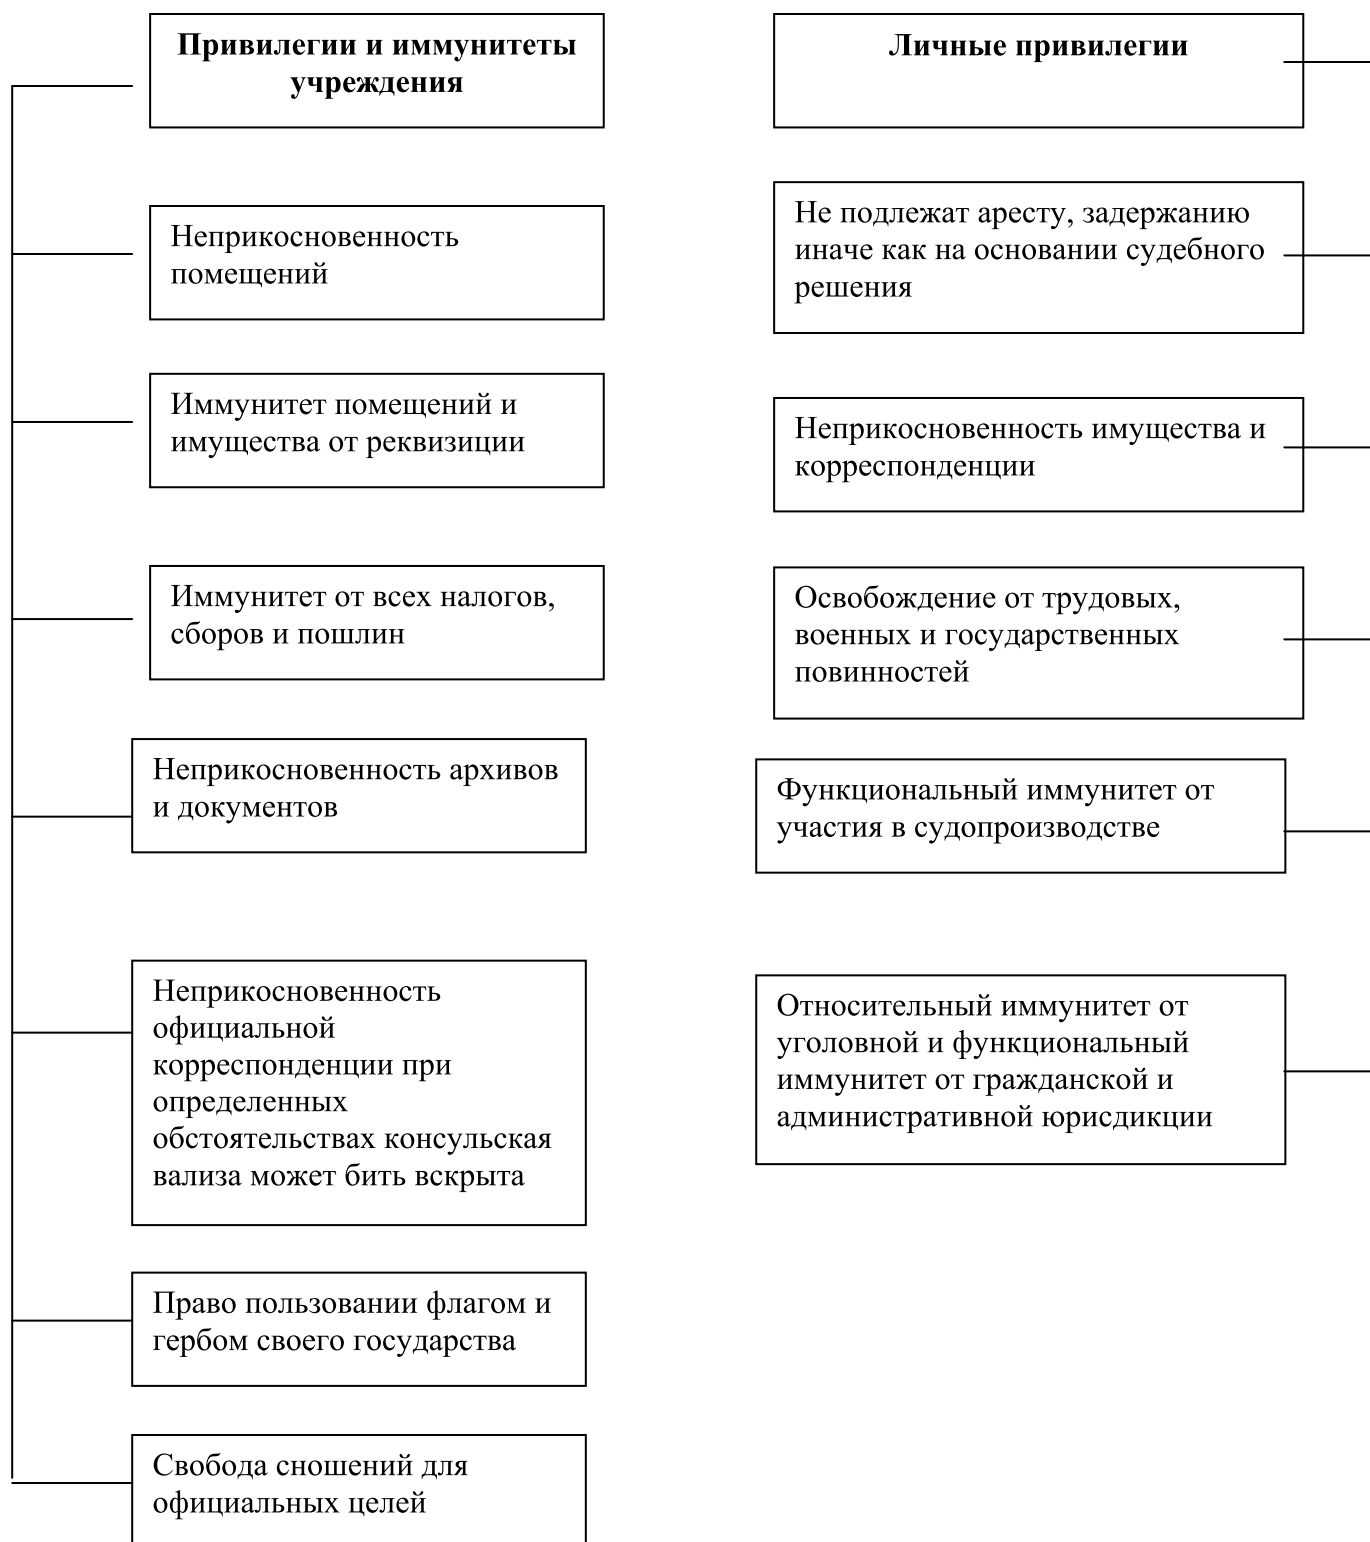 Привилегии и иммунитеты
учреждения
Неприкосновенность
помещений
Иммунитет помещений и
имущества от реквизиции
Иммунитет от всех налогов,
сборов и пошлин
Неприкосновенность архивов
и документов
Неприкосновенность
официальной
корреспонденции при
определенных
обстоятельствах консульская
вализа может бить вскрыта
Право пользовании флагом и
гербом своего государства
Свобода сношений для
официальных целей
Личные привилегии
Не подлежат аресту, задержанию
иначе как на основании судебного
решения
Неприкосновенность имущества и
корреспонденции
Освобождение от трудовых,
военных и государственных
повинностей
Функциональный иммунитет от
участия в судопроизводстве
Относительный иммунитет от
уголовной и функциональный
иммунитет от гражданской и
административной юрисдикции